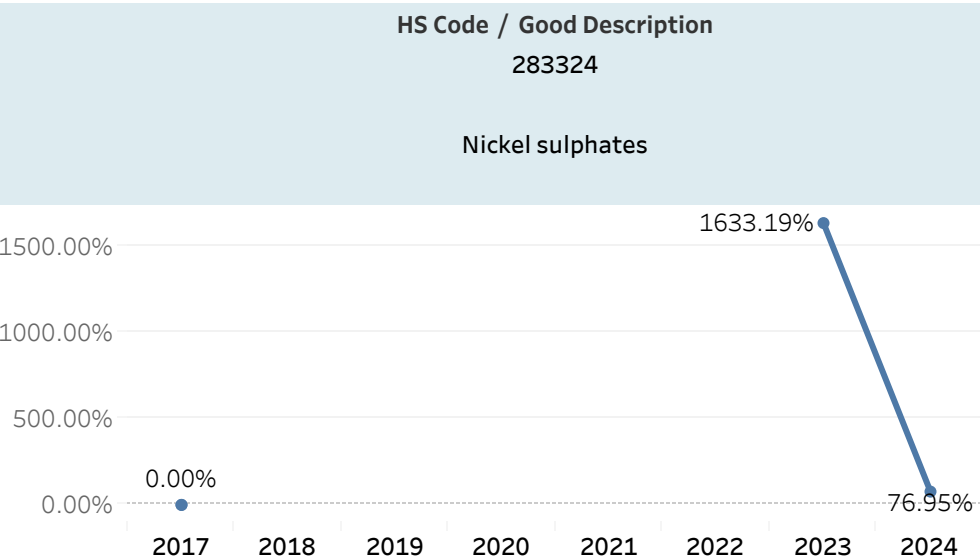 HS Code / Good Description
283324
Nickel sulphates
1633.19%
1500.00%
1000.00%
500.00%
0.00%
0.00%
76.95%
2017 2018 2019 2020 2021 2022 2023 2024